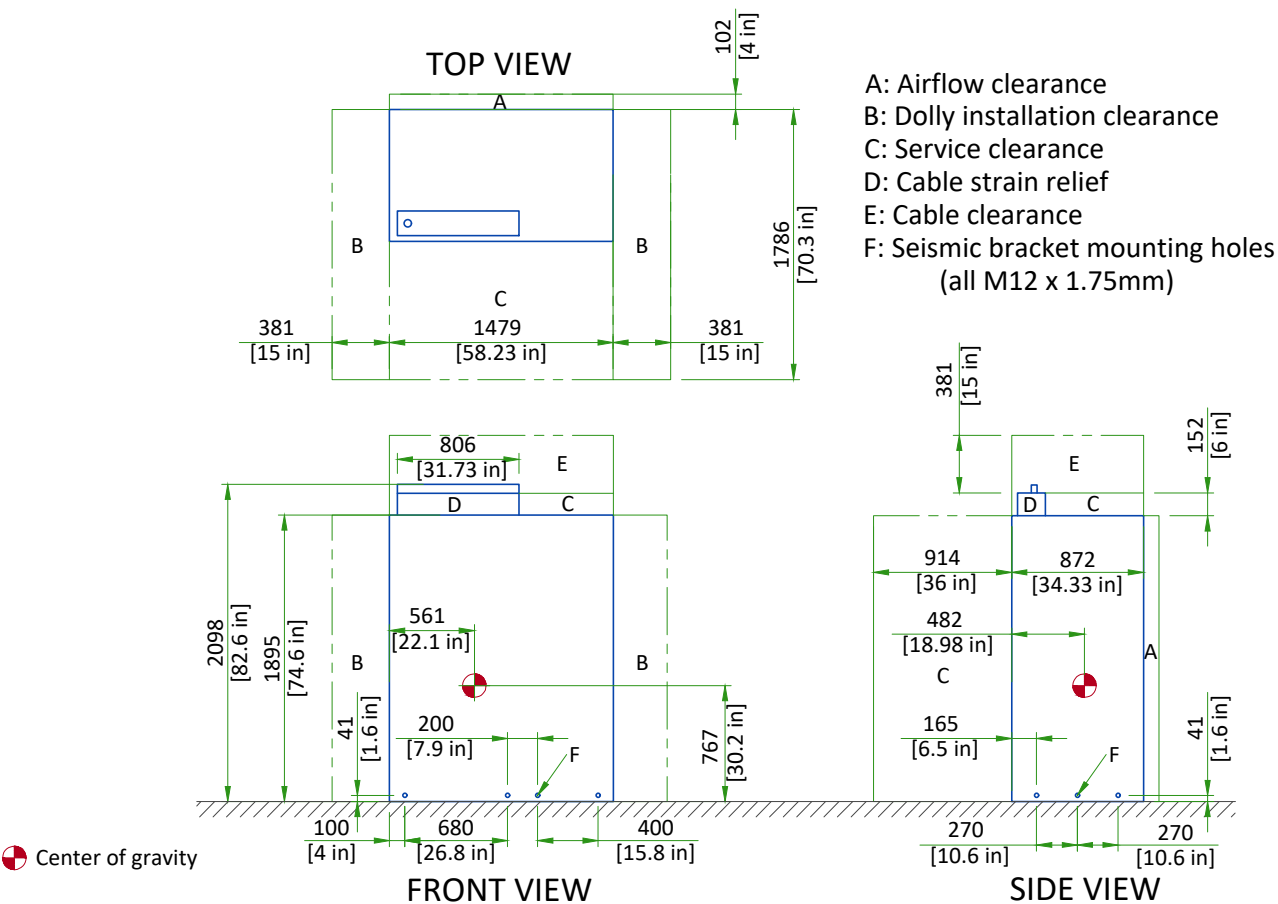 102
[4 in]
TOP VIEW
A
A: Airflow clearance
B: Dolly installation clearance
C: Service clearance
D: Cable strain relief
E: Cable clearance
F: Seismic bracket mounting holes
(all M12 x 1.75mm)
B
B
1786
[70.3 in]
C
381
[15 in]
1479
[58.23 in]
381
[15 in]
806
[31.73 in]
E
D
C
2098
[82.6 in]
1895
[74.6 in]
561
[22.1 in]
B
B
41
[1.6 in]
200
[7.9 in]
F
767
[30.2 in]
100
[4 in]
680
[26.8 in]
400
[15.8 in]
FRONT VIEW
Center of gravity
381
[15 in]
152
[6 in]
E
D
C
914
[36 in]
872
[34.33 in]
482
[18.98 in]
C
A
165
[6.5 in]
F
41
[1.6 in]
270
[10.6 in]
270
[10.6 in]
SIDE VIEW